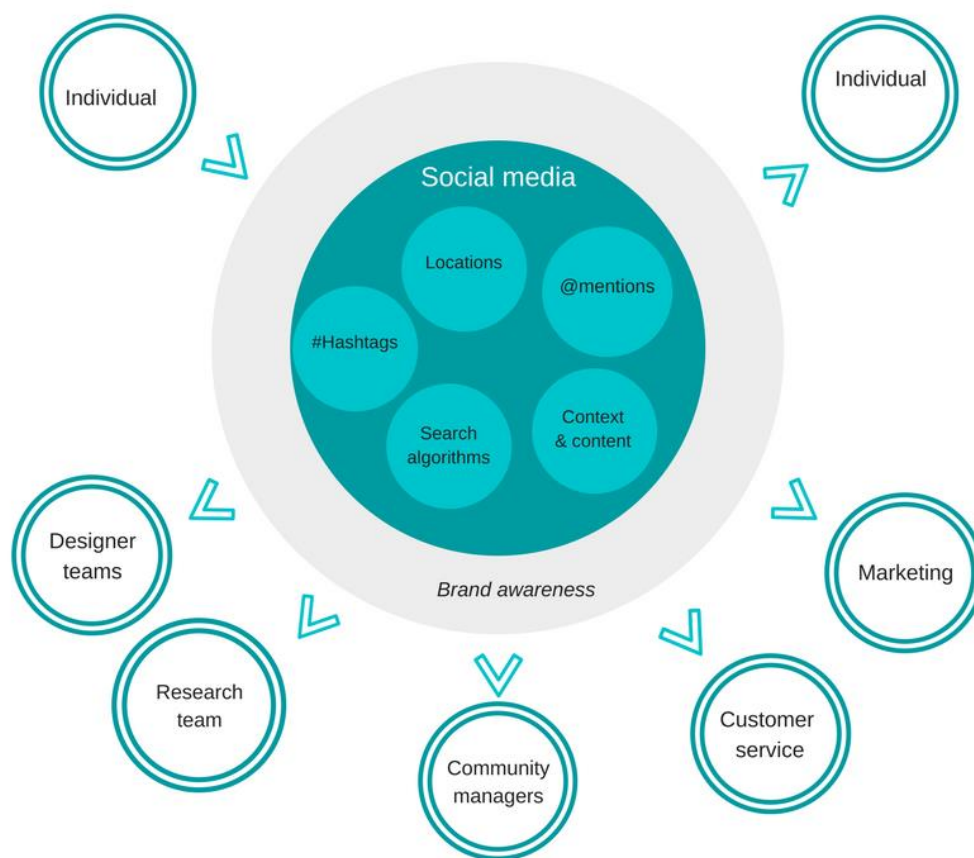 Individual
Individual
Social media
Locations
@mentions
#Hashtags
Context
& content
Search
algorithms
Designer
teams
Marketing
Brand awareness
Research
team
Customer
service
Community
managers